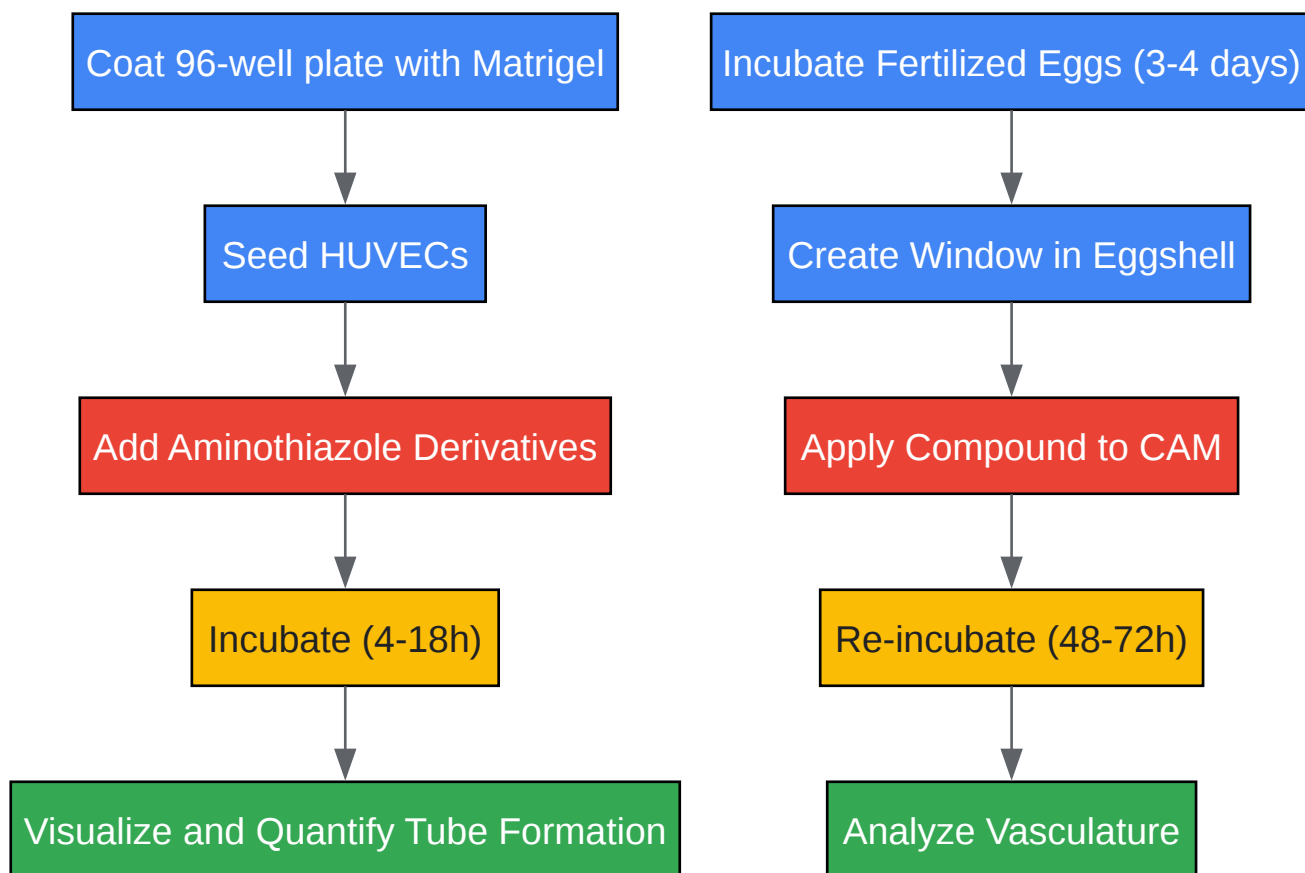 Coat 96-well plate with Matrigel
Seed HUVECs
Add Aminothiazole Derivatives
Incubate (4-18h)
Visualize and Quantify Tube Formation
Incubate Fertilized Eggs (3-4 days)
Create Window in Eggshell
Apply Compound to CAM
Re-incubate (48-72h)
Analyze Vasculature